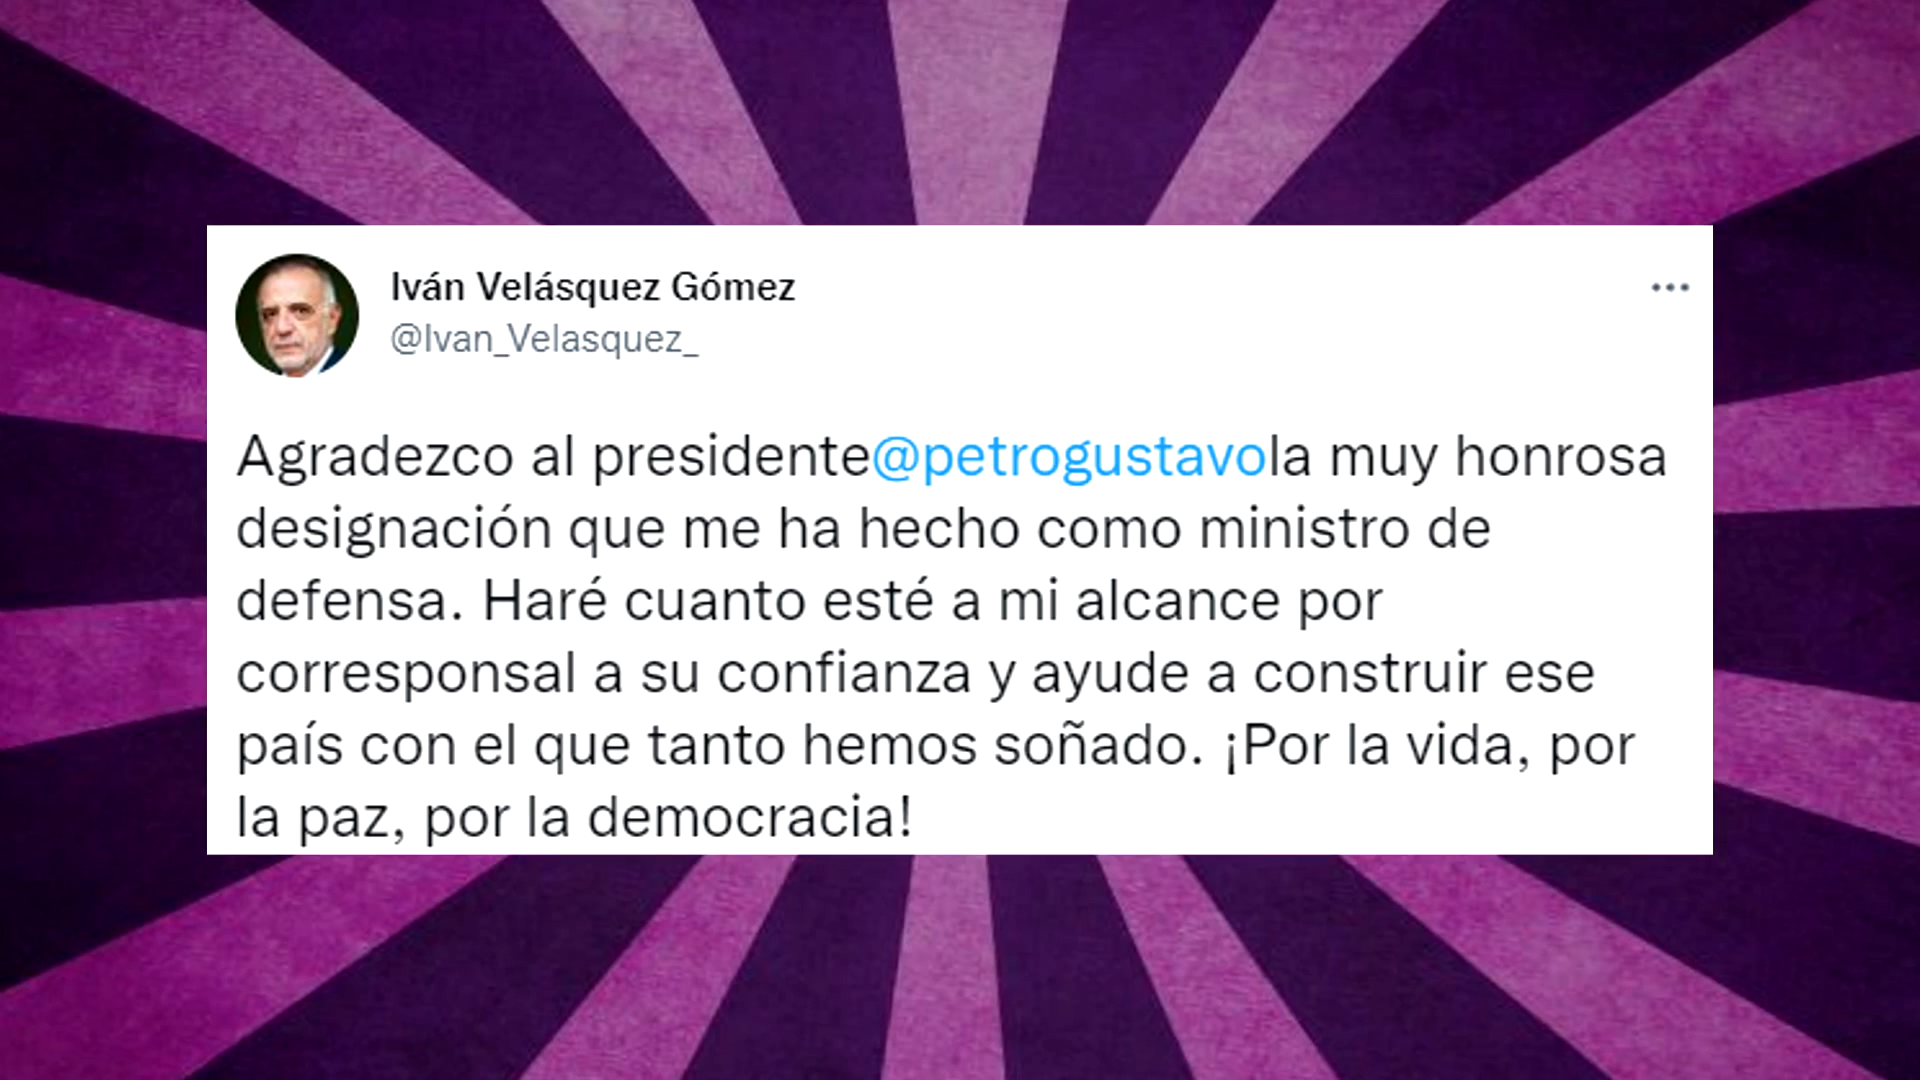 Iván Velásquez Gómez
@Ivan_Velasquez_
Agradezco al presidente@petrogustavola muy honrosa
designación que me ha hecho como ministro de
defensa. Haré cuanto esté a mi alcance por
corresponsal a su confianza y ayude a construir ese
país con el que tanto hemos soñado. ¡Por la vida, por
la paz, por la democracia!